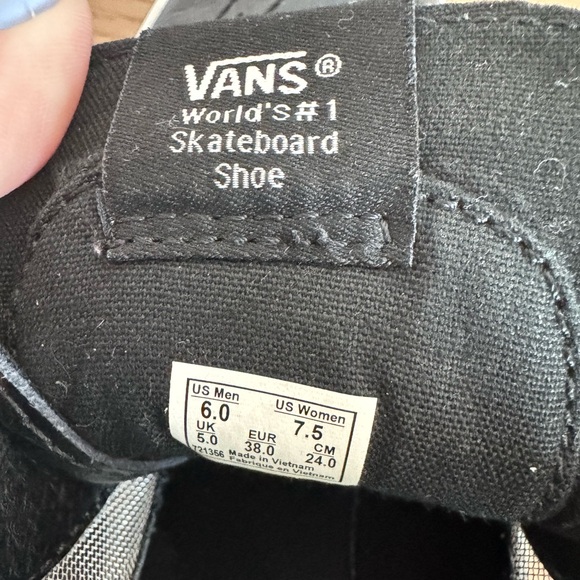 VANS®
World's #1
Skateboard
Shoe
US Men US Women
6.0 7.5
UK EUR CM
5.0 38.0 24.0
721356 Made in Vietnam
Fabriqué en Vietnam